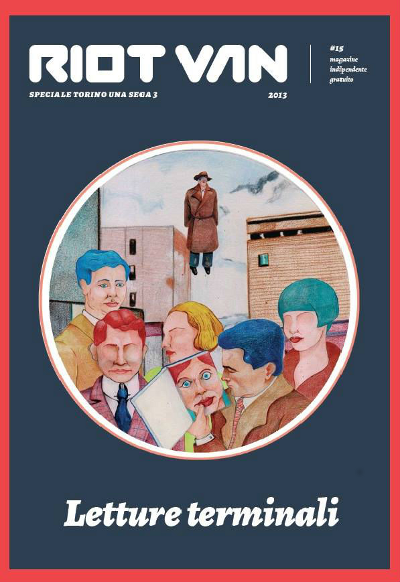 RIOT VAN
#15
magazine
indipendente
gratuito
SPECIALE TORINO UNA SEGA 3
2013
Letture terminali